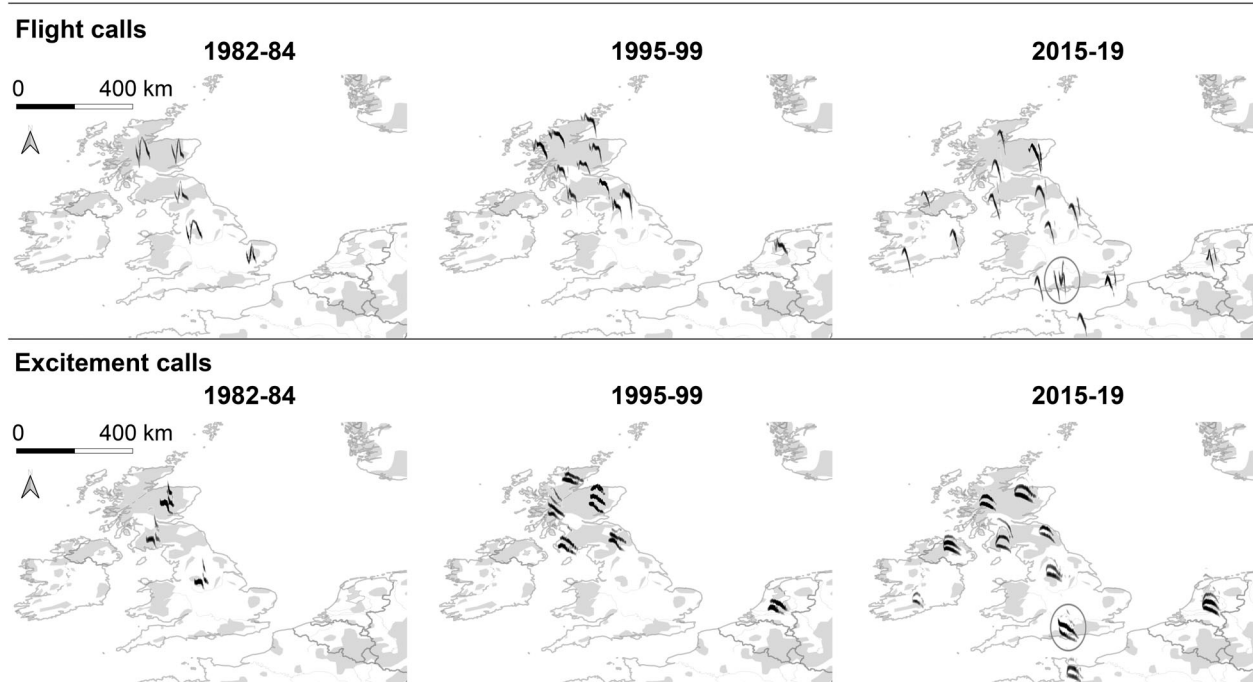 Flight calls
1982-84
1995-99
2015-19
0 400 km
N
Excitement calls
1982-84
1995-99
2015-19
0 400 km
N